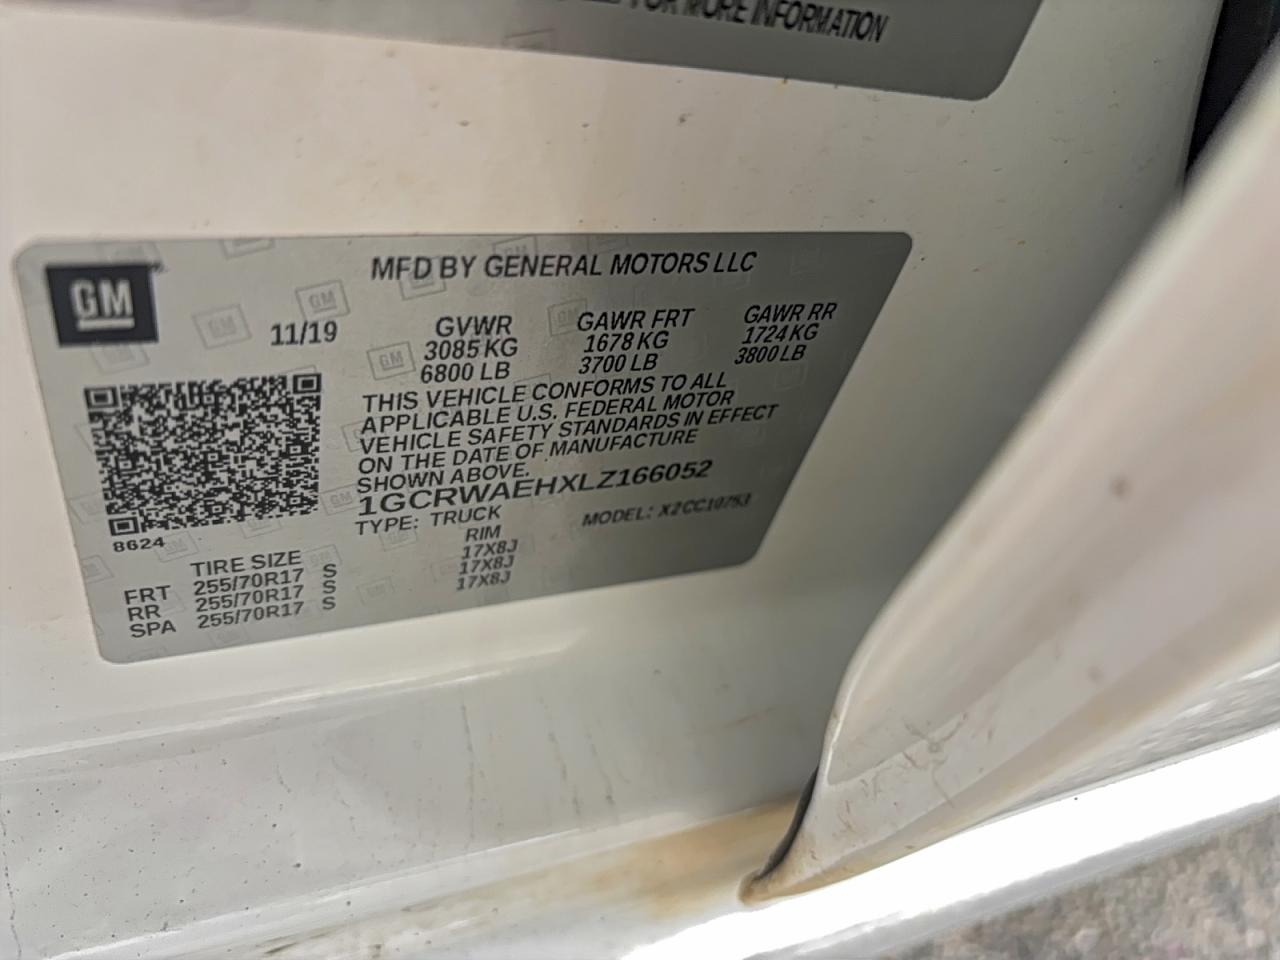 FOR MORE INFORMATION
GM
MFD BY GENERAL MOTORS LLC
11/19
GVWR GAWR FRT GAWR RR
3085 KG 1678 KG 1724 KG
6800 LB 3700 LB 3800 LB
THIS VEHICLE CONFORMS TO ALL
APPLICABLE U.S. FEDERAL MOTOR
VEHICLE SAFETY STANDARDS IN EFFECT
ON THE DATE OF MANUFACTURE
SHOWN ABOVE.
1GCRWAEHXLZ166052
TYPE: TRUCK MODEL: X2CC10753
8624
TIRE SIZE RIM
FRT 255/70R17 S 17X8J
RR 255/70R17 S 17X8J
SPA 255/70R17 S 17X8J